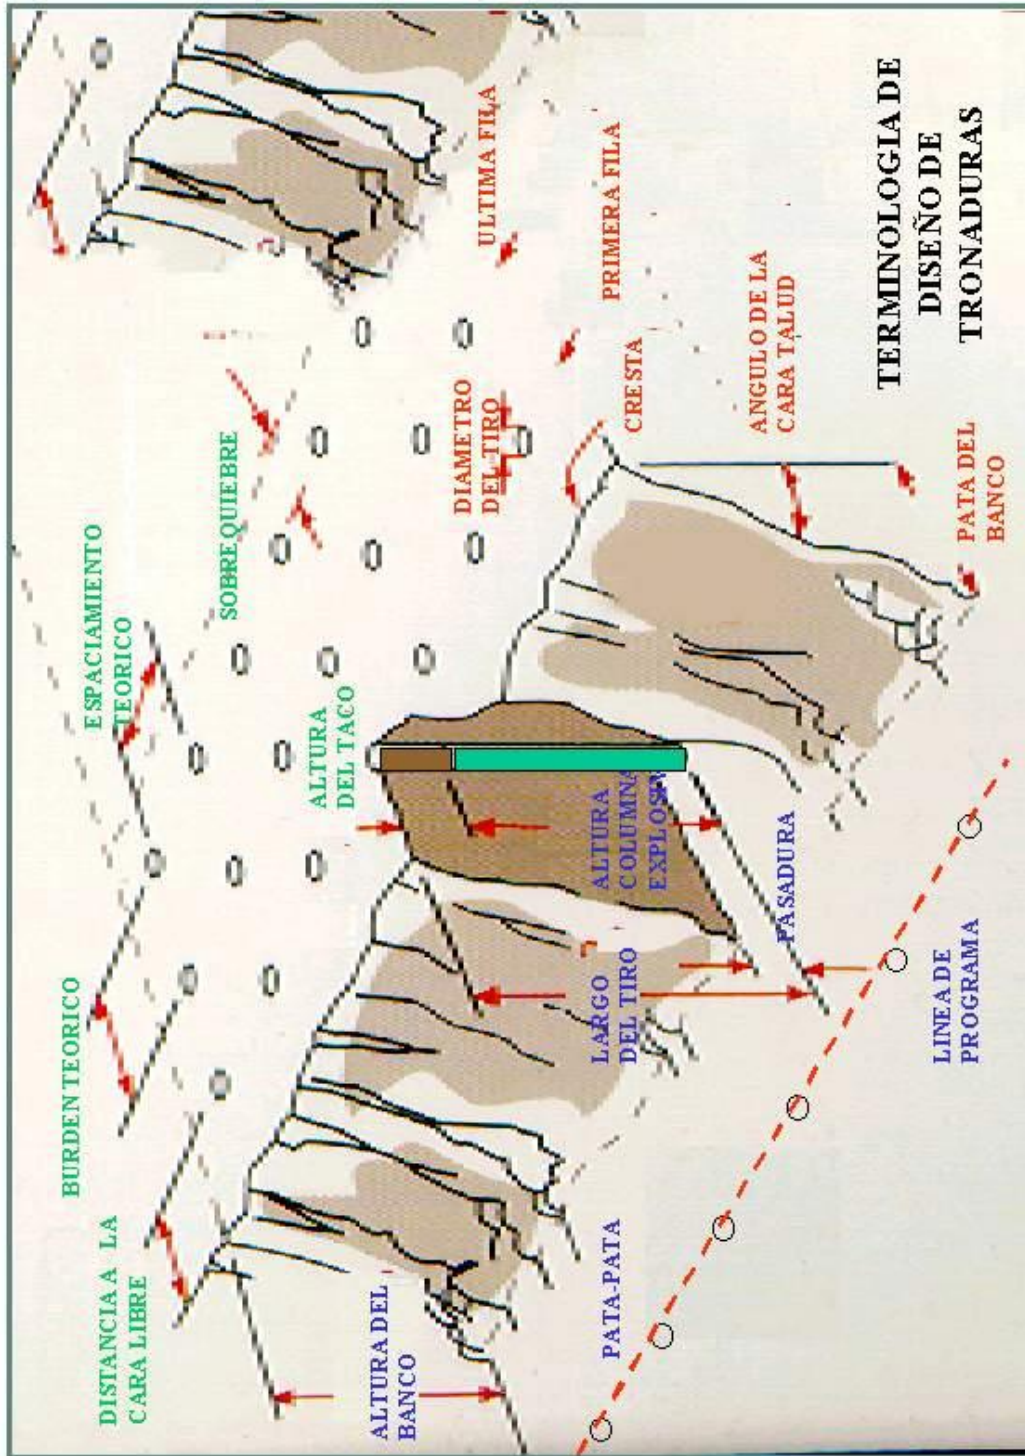 DISTANCIA A LA
CARA LIBRE
BURDEN TEORICO
ESPACIAMIENTO
TEORICO
SOBREQUIEBRE
ALTURA
DEL TACO
DIAMETRO
DEL TIRO
ULTIMA FILA
PRIMERA FILA
CRESTA
ANGULO DE LA
CARA TALUD
PATA DEL
BANCO
ALTURA DEL
BANCO
PATA-PATA
LARGO
DEL TIRO
ALTURA
COLUMNA
PASADURA
LINEA DE
PROGRAMA
TERMINOLOGIA DE
DISEÑO DE
TRONADURAS